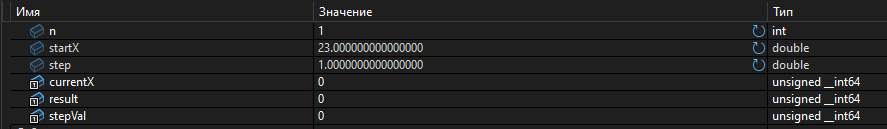 Имя Значение Тип
n 1 int
startX 23.000000000000000 double
step 1.0000000000000000 double
currentX 0 unsigned __int64
result 0 unsigned __int64
stepVal 0 unsigned __int64